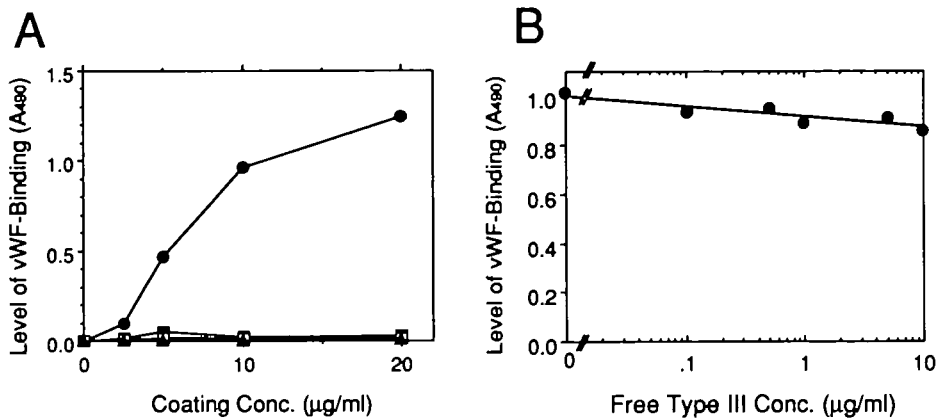 A
Level of vWF-Binding (A490)
1.5
1.0
0.5
0.0
0
10
20
Coating Conc. (μg/ml)
B
Level of vWF-Binding (A490)
1.0
0.8
0.6
0.4
0.2
0.0
0
.1
1
10
Free Type III Conc. (μg/ml)